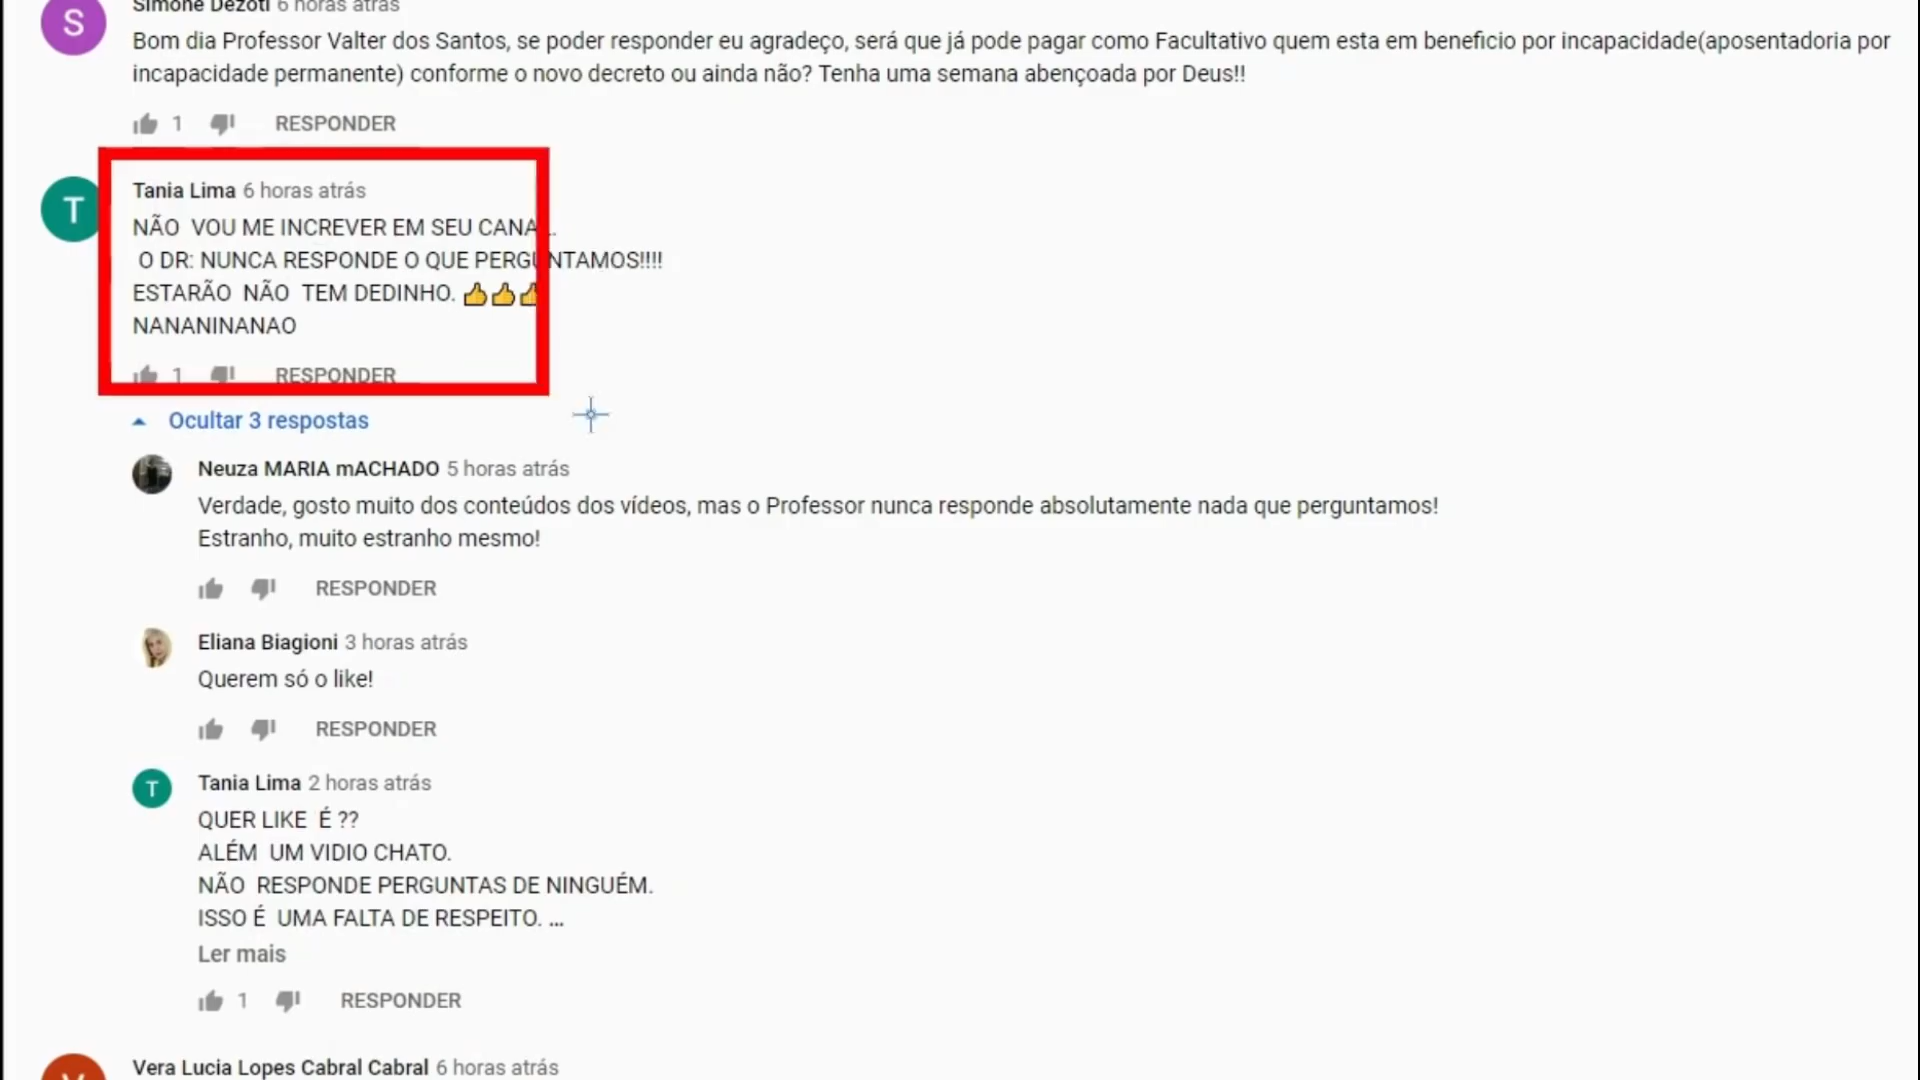 S
Simone Dezoti 6 horas atrás
Bom dia Professor Valter dos Santos, se poder responder eu agradeço, será que já pode pagar como Facultativo quem esta em beneficio por incapacidade(aposentadoria por
incapacidade permanente) conforme o novo decreto ou ainda não? Tenha uma semana abençoada por Deus!!
1 RESPONDER
T
Tania Lima 6 horas atrás
NÃO VOU ME INCREVER EM SEU CANAL.
O DR: NUNCA RESPONDE O QUE PERGUNTAMOS!!!!
ESTARÃO NÃO TEM DEDINHO. 👍👍👍
NANANINANAO
1 RESPONDER
Ocultar 3 respostas
Neuza MARIA mACHADO 5 horas atrás
Verdade, gosto muito dos conteúdos dos vídeos, mas o Professor nunca responde absolutamente nada que perguntamos!
Estranho, muito estranho mesmo!
RESPONDER
Eliana Biagioni 3 horas atrás
Querem só o like!
RESPONDER
T
Tania Lima 2 horas atrás
QUER LIKE É ??
ALÉM UM VIDIO CHATO.
NÃO RESPONDE PERGUNTAS DE NINGUÉM.
ISSO É UMA FALTA DE RESPEITO. ...
Ler mais
1 RESPONDER
V
Vera Lucia Lopes Cabral Cabral 6 horas atrás